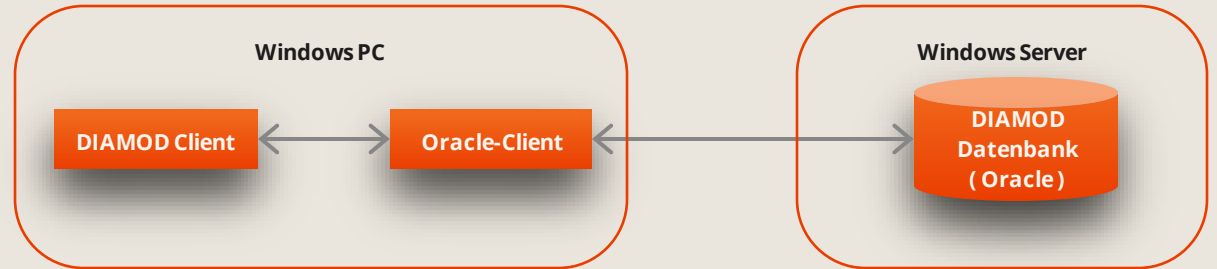 Windows PC
Windows Server
DIAMOD Client
Oracle-Client
DIAMOD
Datenbank
( Oracle )